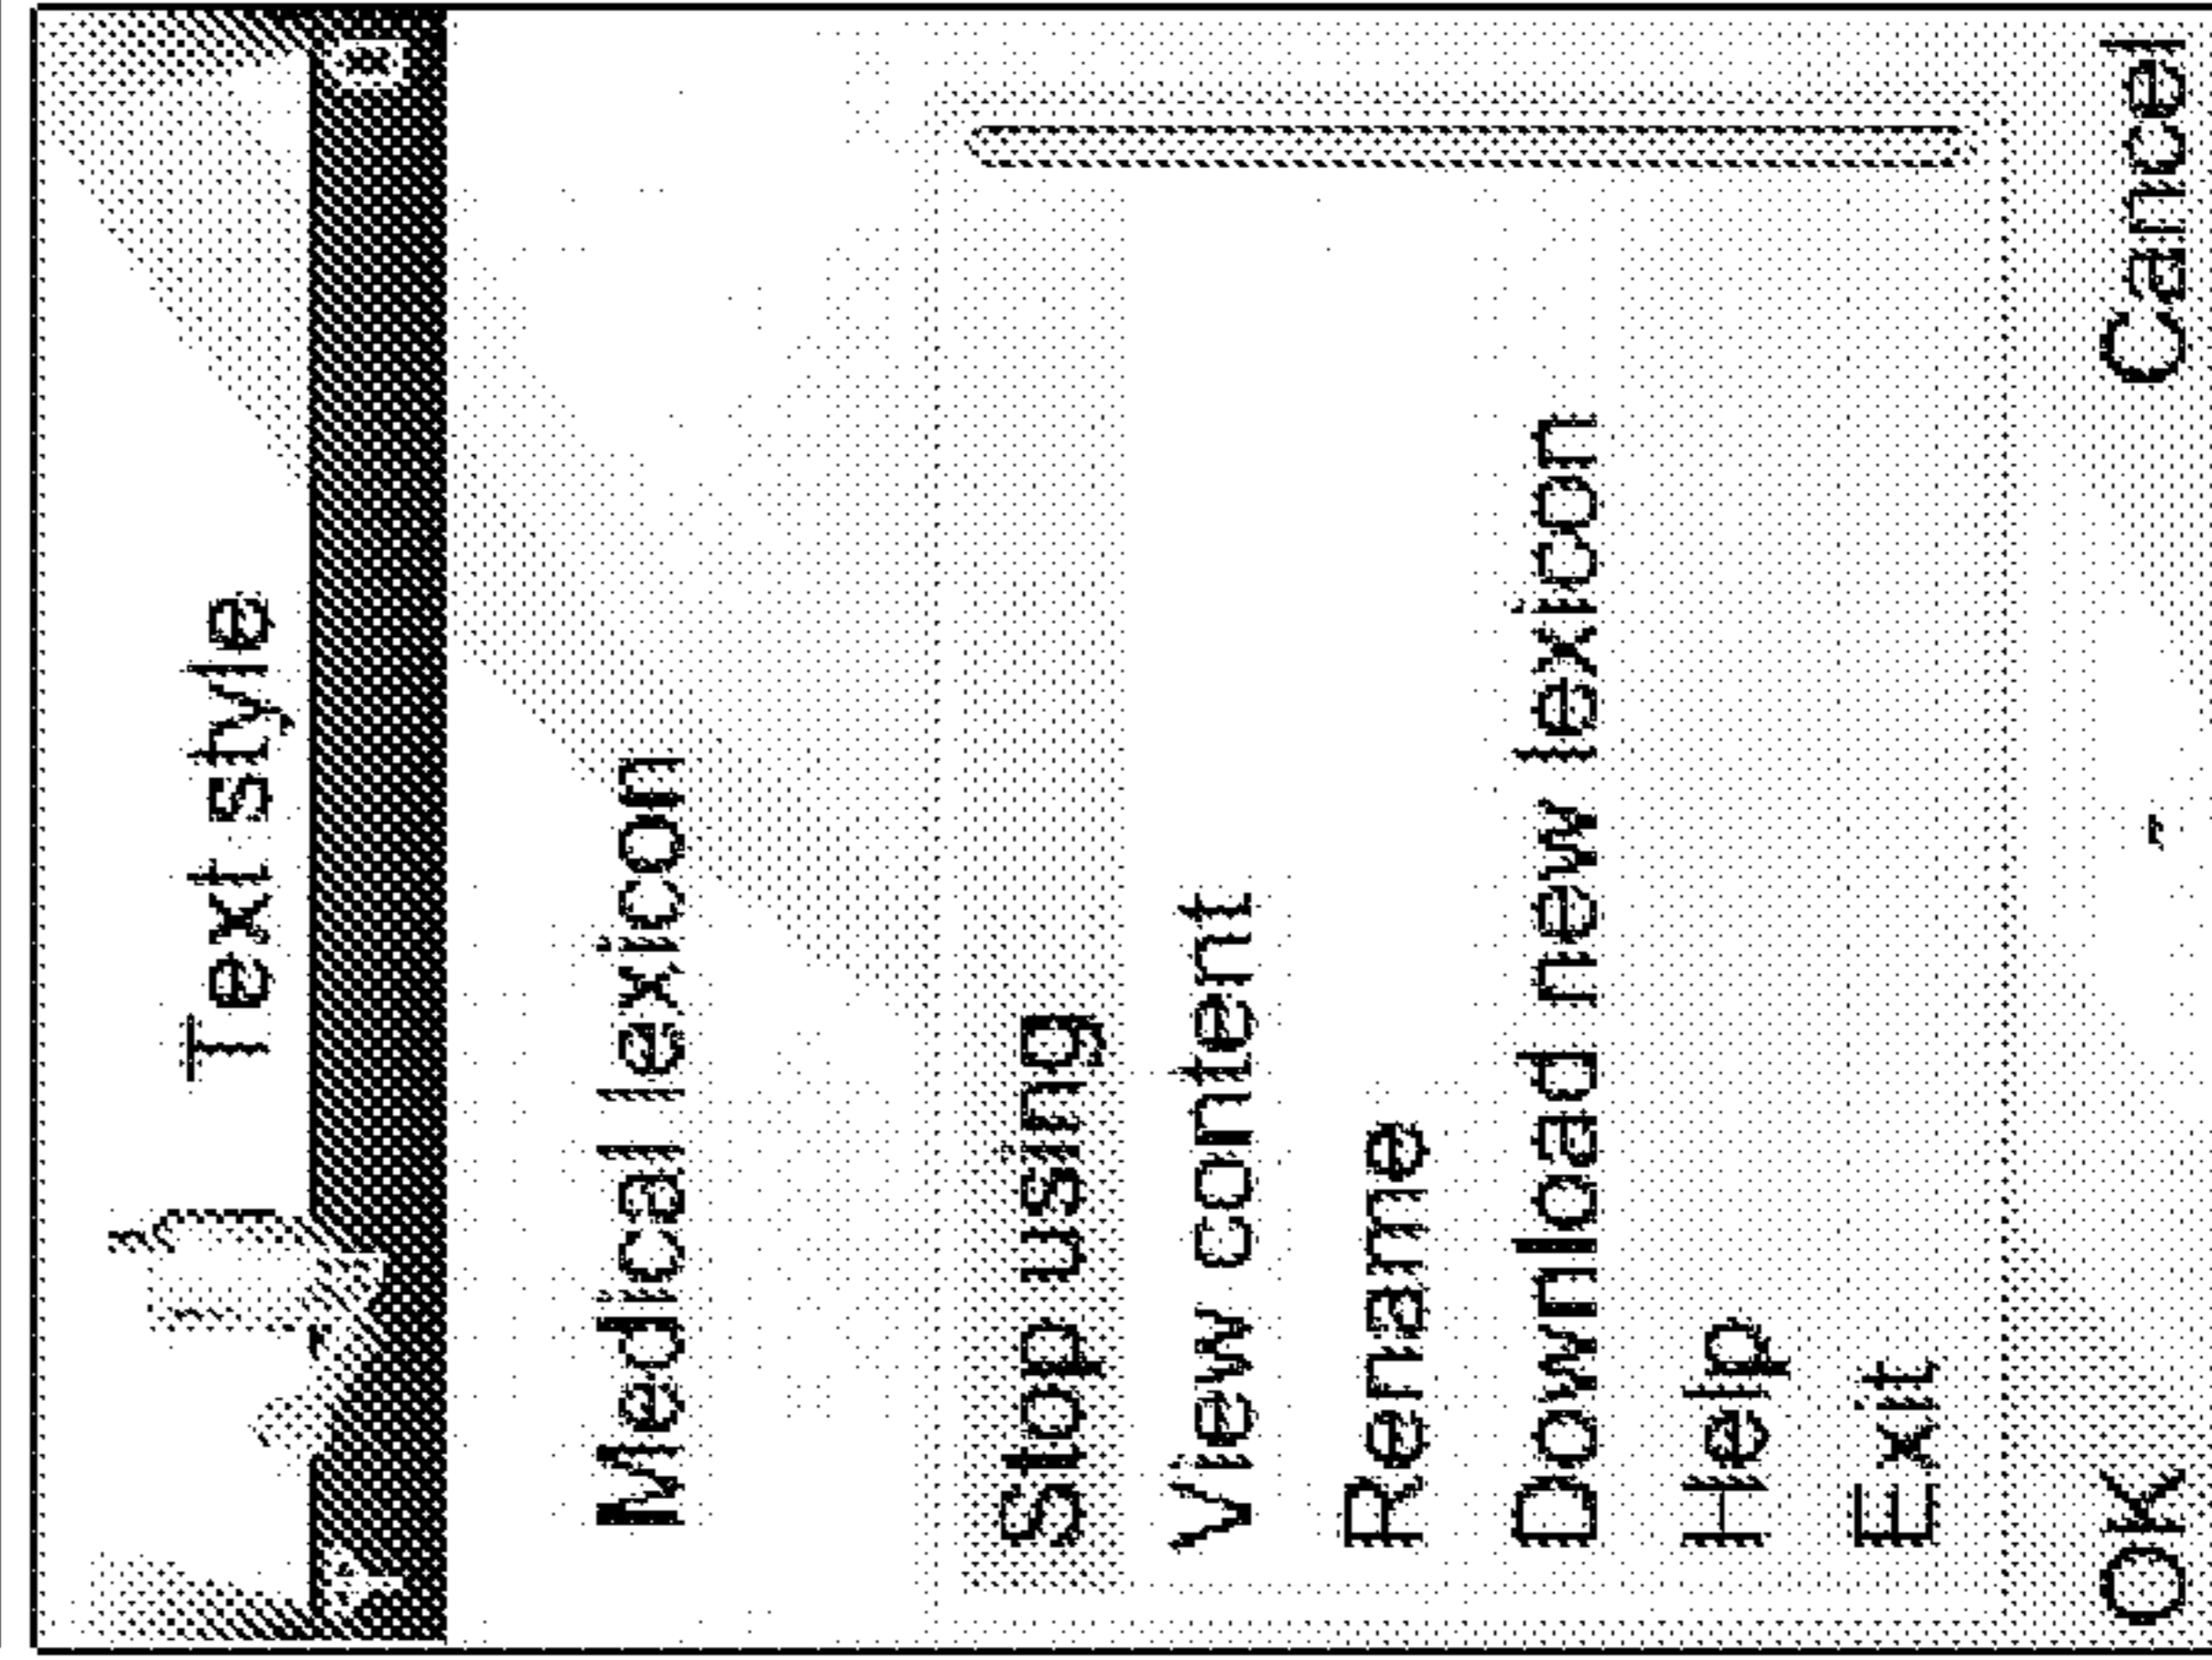 Text style
Medical lexicon
Stop using
View content
Rename
Download new lexicon
Help
Exit
OK Cancel